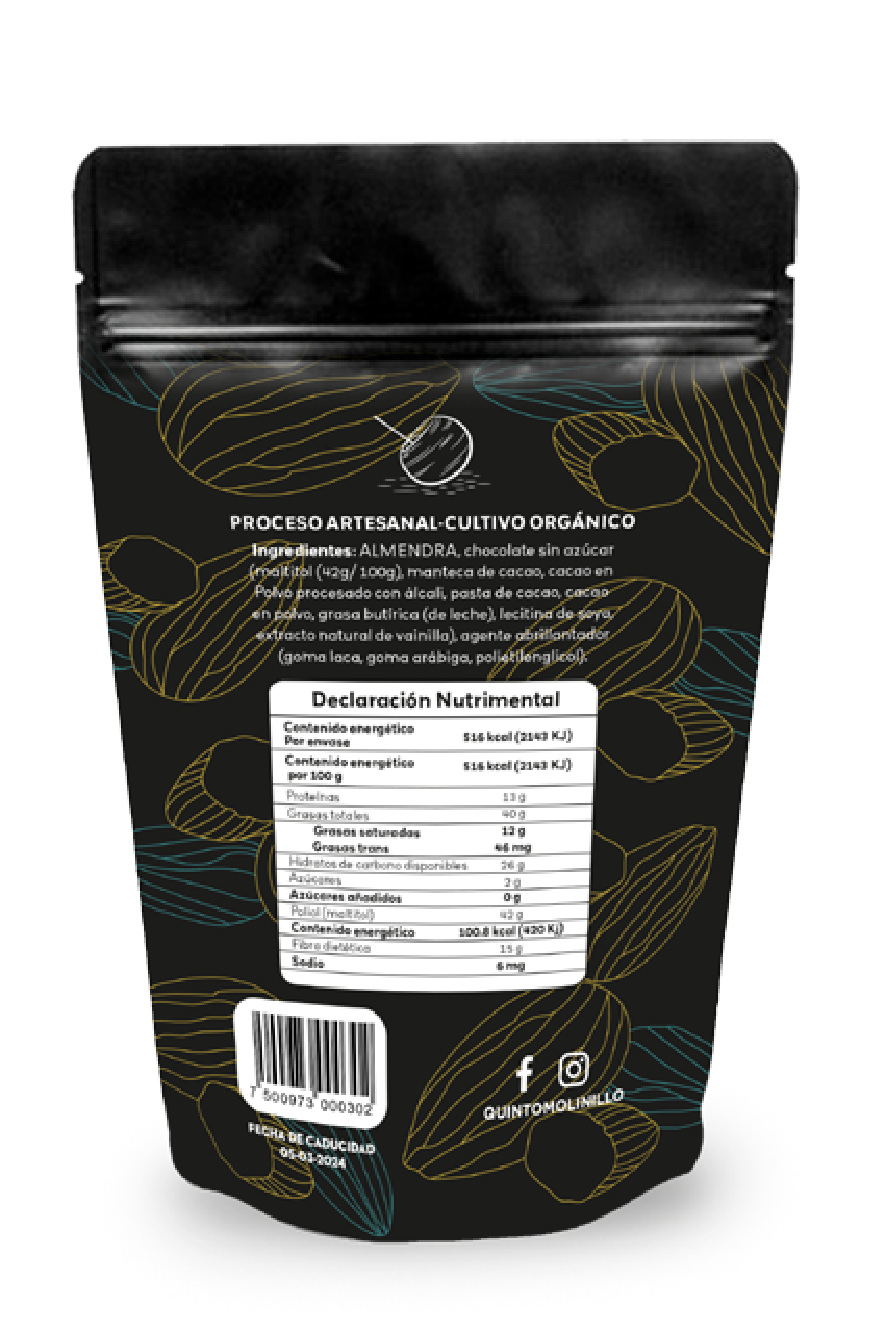 PROCESO ARTESANAL-CULTIVO ORGÁNICO
Ingredientes: ALMENDRA, chocolate sin azúcar
(maltitol (42g/ 100g), manteca de cacao, cacao en
Polvo procesado con álcali, pasta de cacao, cacao
en polvo, grasa butírica (de leche), lecitina de soya,
extracto natural de vainilla), agente abrillantador
(goma laca, goma arábiga, polietilenglicol).
Declaración Nutrimental
Contenido energético
Por envase 516 kcal (2143 KJ)
Contenido energético
por 100 g 516 kcal (2143 KJ)
Proteínas 13 g
Grasas totales 40 g
Grasas saturadas 12 g
Grasas trans 46 mg
Hidratos de carbono disponibles 26 g
Azúcares 2 g
Azúcares añadidos 0 g
Poliol (maltitol) 42 g
Contenido energético 100.8 kcal (420 Kj)
Fibra dietética 15 g
Sodio 6 mg
7 500973 000302
QUINTOMOLINILLO
FECHA DE CADUCIDAD
05-03-2024